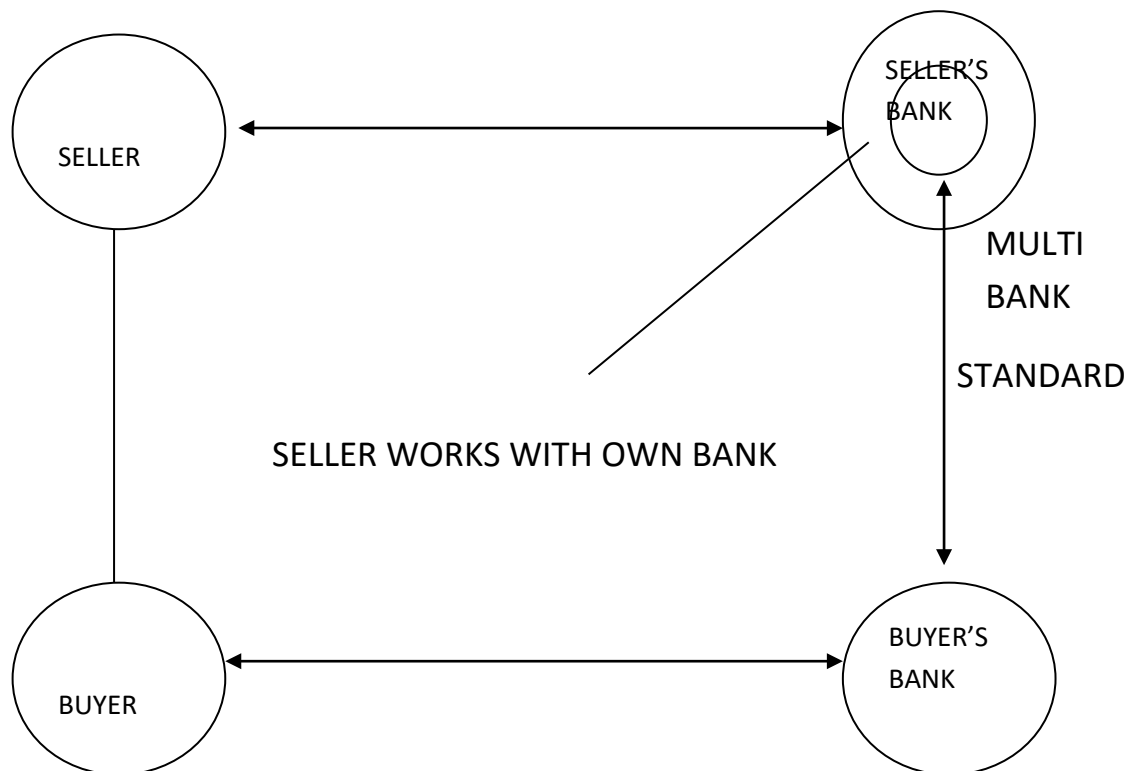 SELLER'S
BANK
SELLER
MULTI
BANK
STANDARD
SELLER WORKS WITH OWN BANK
BUYER'S
BANK
BUYER